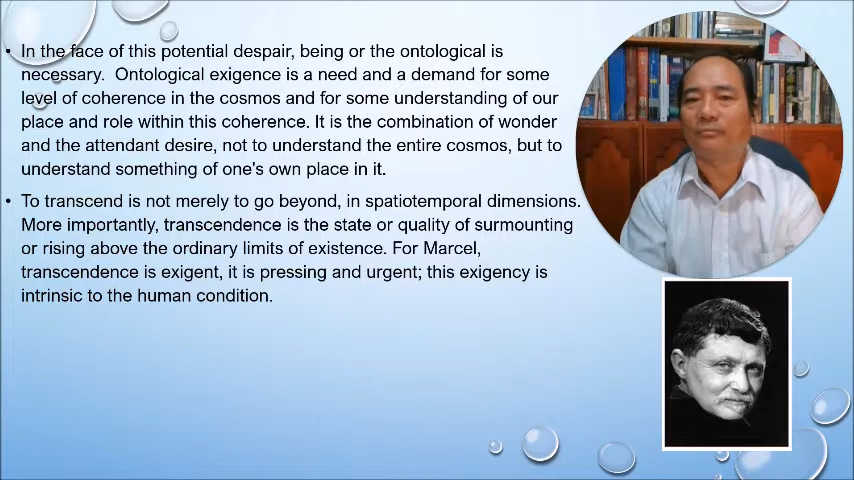 • In the face of this potential despair, being or the ontological is
necessary.  Ontological exigence is a need and a demand for some
level of coherence in the cosmos and for some understanding of our
place and role within this coherence. It is the combination of wonder
and the attendant desire, not to understand the entire cosmos, but to
understand something of one's own place in it.
• To transcend is not merely to go beyond, in spatiotemporal dimensions.
More importantly, transcendence is the state or quality of surmounting
or rising above the ordinary limits of existence. For Marcel,
transcendence is exigent, it is pressing and urgent; this exigency is
intrinsic to the human condition.